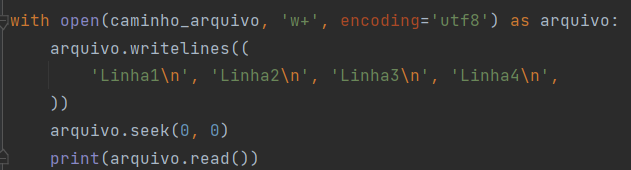 with open(caminho_arquivo, 'w+', encoding='utf8') as arquivo:
    arquivo.writelines((
        'Linha1\n', 'Linha2\n', 'Linha3\n', 'Linha4\n',
    ))
    arquivo.seek(0, 0)
    print(arquivo.read())